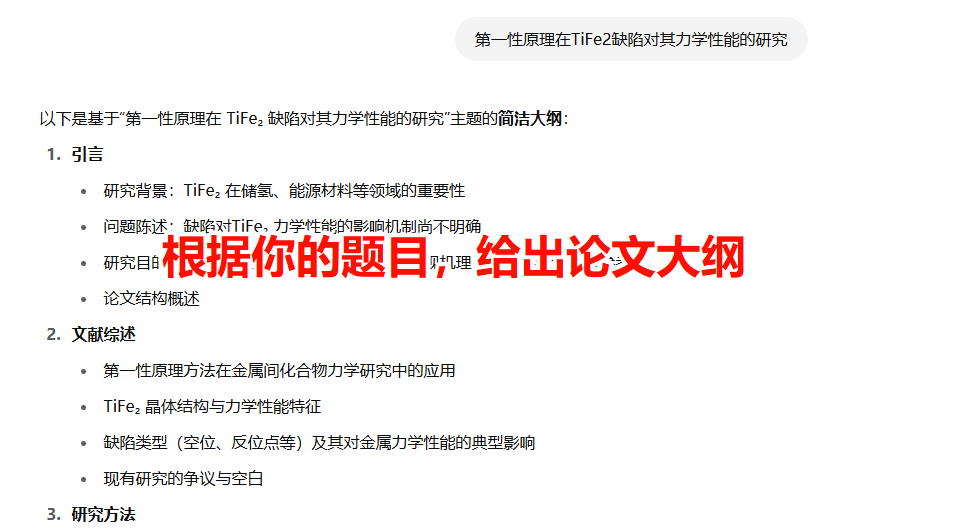 第一性原理在TiFe2缺陷对其力学性能的研究
以下是基于“第一性原理在 TiFe₂ 缺陷对其力学性能的研究”主题的简洁大纲:
1. 引言
• 研究背景：TiFe₂ 在储氢、能源材料等领域的重要性
• 问题陈述：缺陷对TiFe₂ 力学性能的影响机制尚不明确
根据你的题目，给出论文大纲
• 研究目 机理
• 论文结构概述
2. 文献综述
• 第一性原理方法在金属间化合物力学研究中的应用
• TiFe₂ 晶体结构与力学性能特征
• 缺陷类型（空位、反位点等）及其对金属力学性能的典型影响
• 现有研究的争议与空白
3. 研究方法